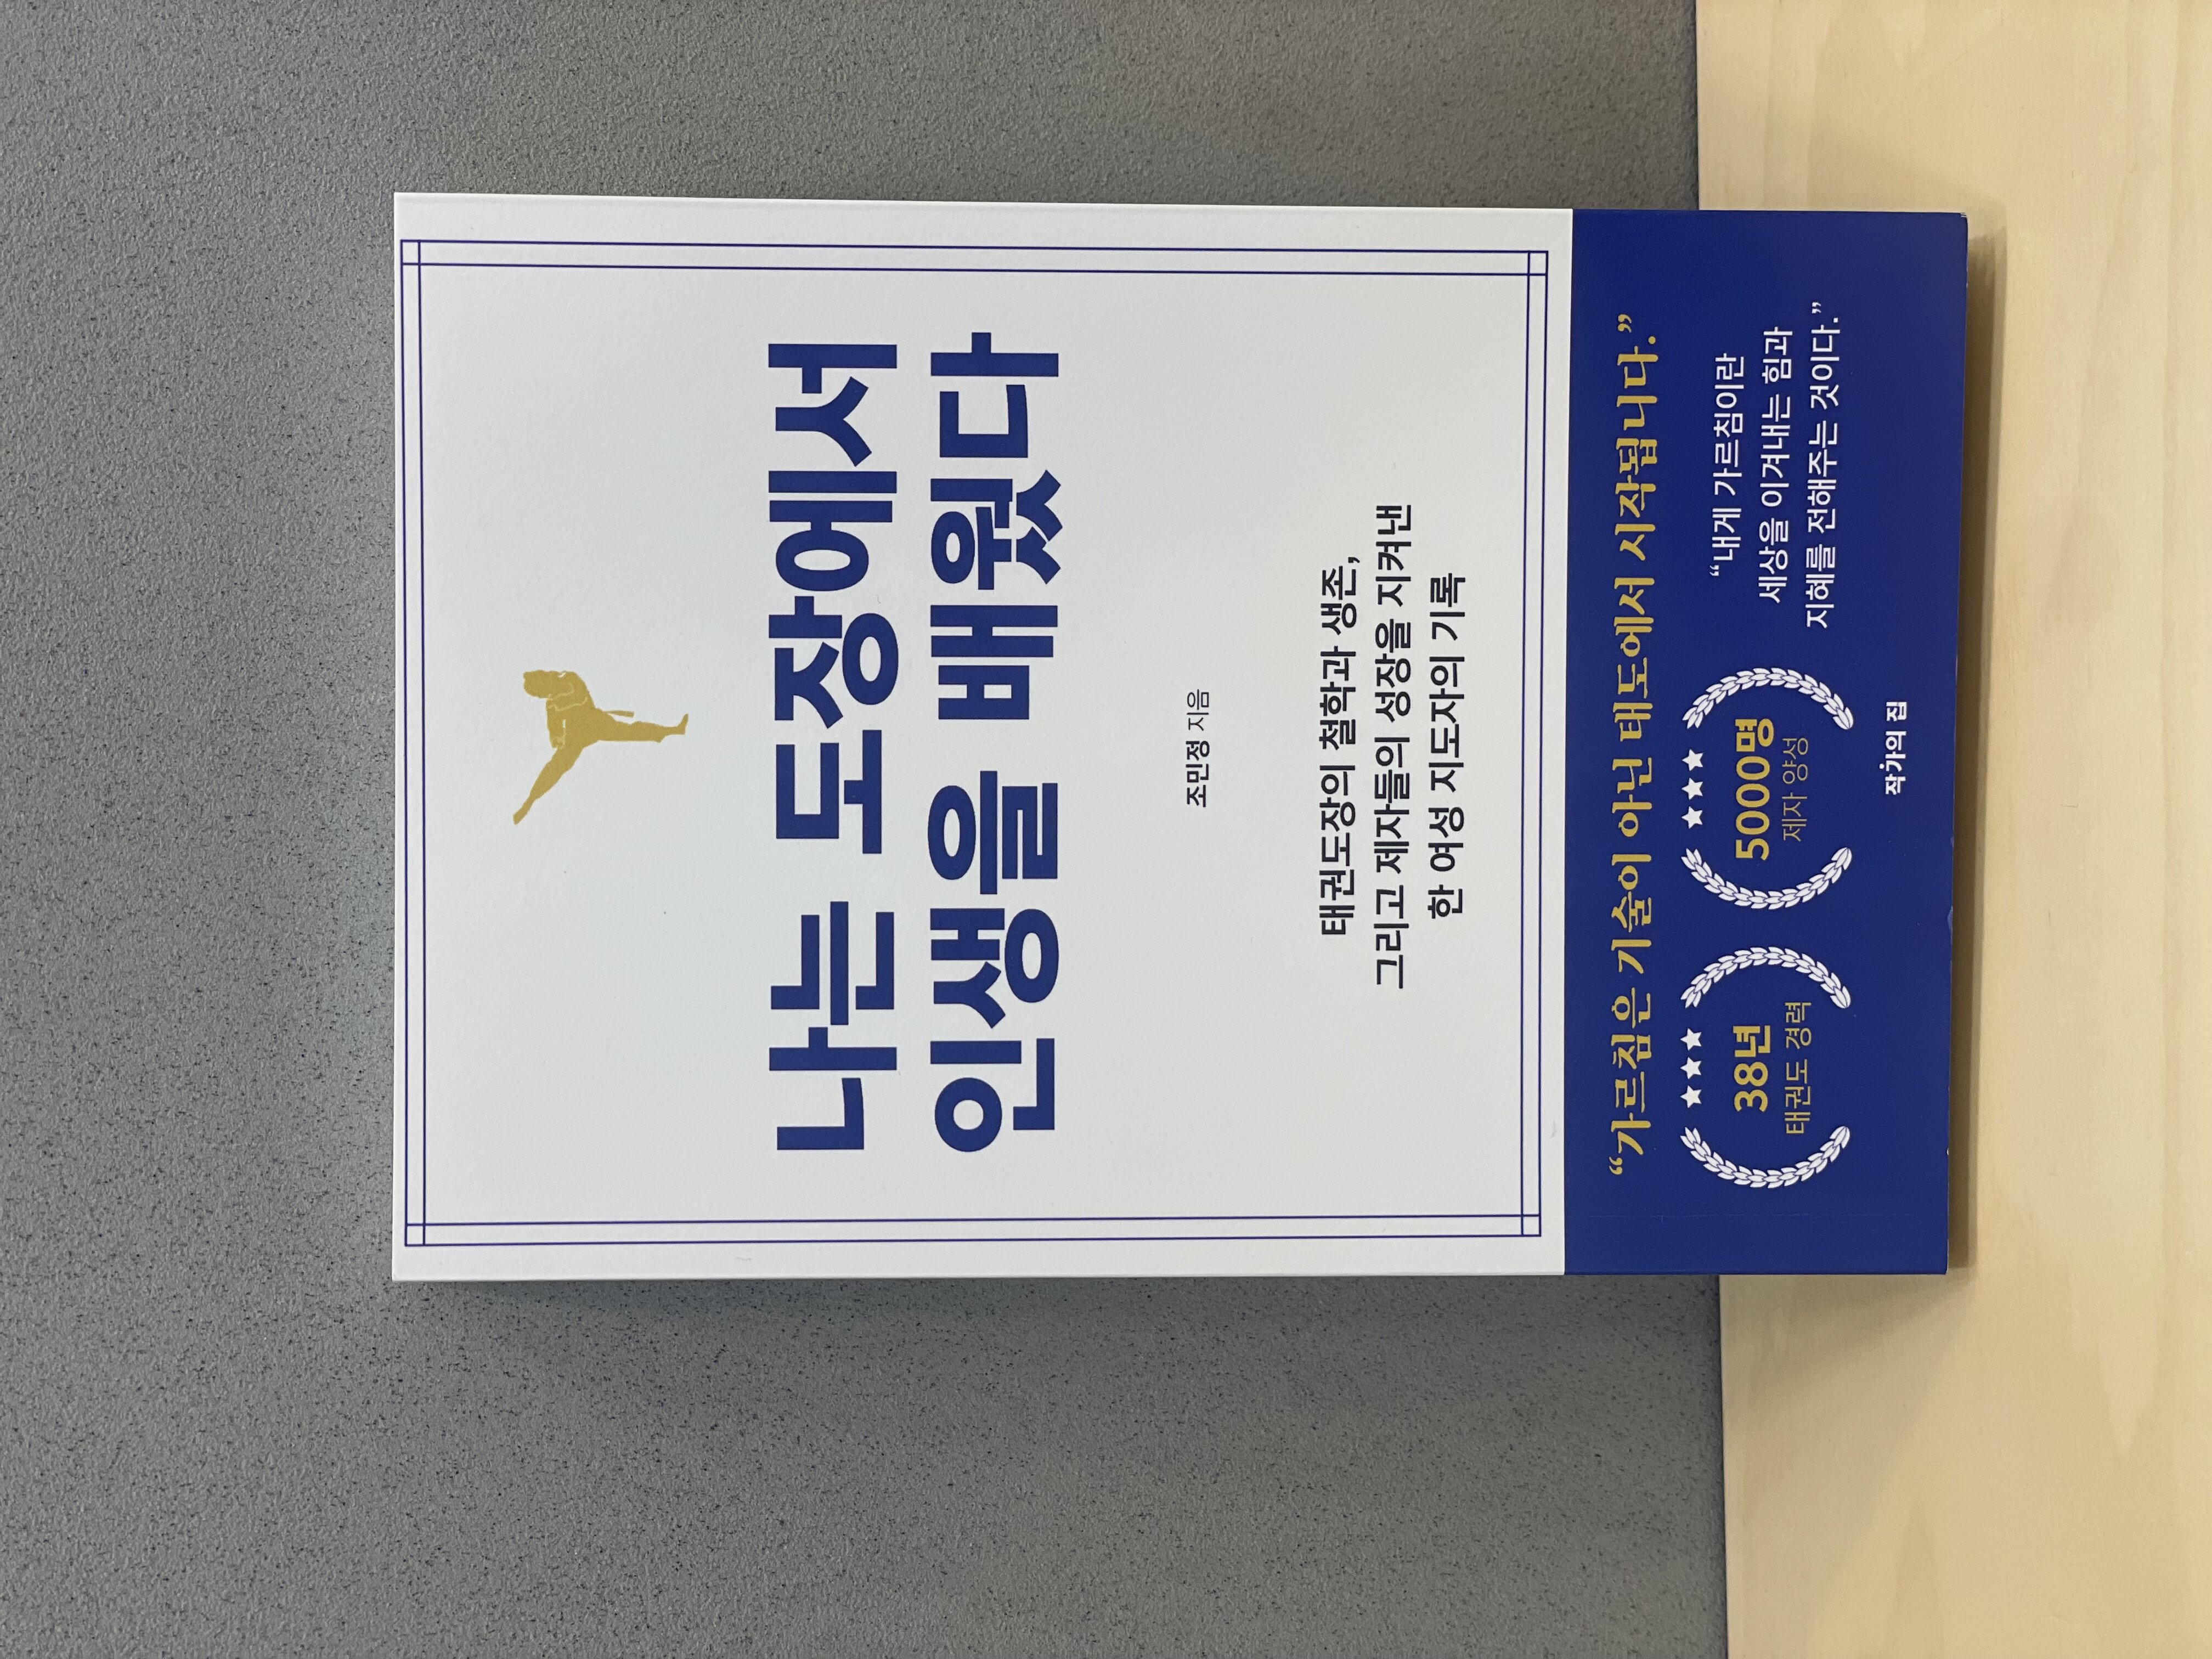 나는 도장에서
인생을 배웠다
조민정 지음
태권도장의 철학과 생존,
그리고 제자들의 성장을 지켜낸
한 여성 지도자의 기록
“가르침은 기술이 아닌 태도에서 시작됩니다.”
38년
태권도 경력
5000명
제자 양성
“내게 가르침이란
세상을 이겨내는 힘과
지혜를 전해주는 것이다.”
작가의 집